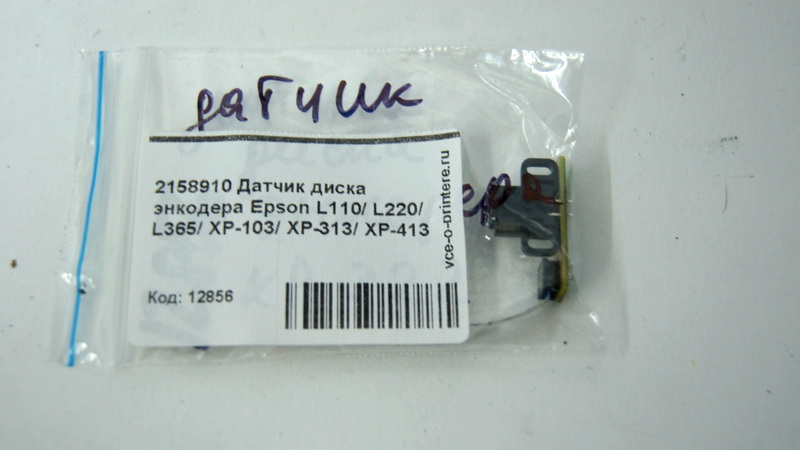 датчик
2158910 Датчик диска
энкодера Epson L110/ L220/
L365/ XP-103/ XP-313/ XP-413
Код: 12856
vce-o-printere.ru